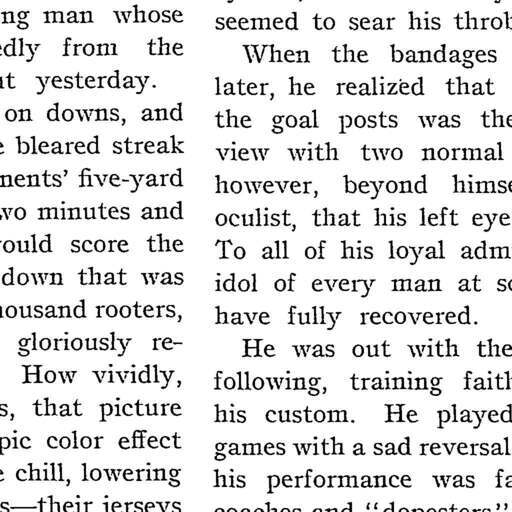 ng man whose
edly from the
yesterday.
on downs, and
bleared streak
nents' five-yard
wo minutes and
ould score the
down that was
housand rooters,
gloriously re-
How vividly,
s, that picture
pic color effect
chill, lowering
s—their jerseys
seemed to sear his throb
When the bandages
later, he realized that
the goal posts was the
view with two normal
however, beyond himse
oculist, that his left eye
To all of his loyal adm
idol of every man at sc
have fully recovered.
He was out with the
following, training faith
his custom. He played
games with a sad reversal
his performance was fa
coaches and "dopesters"